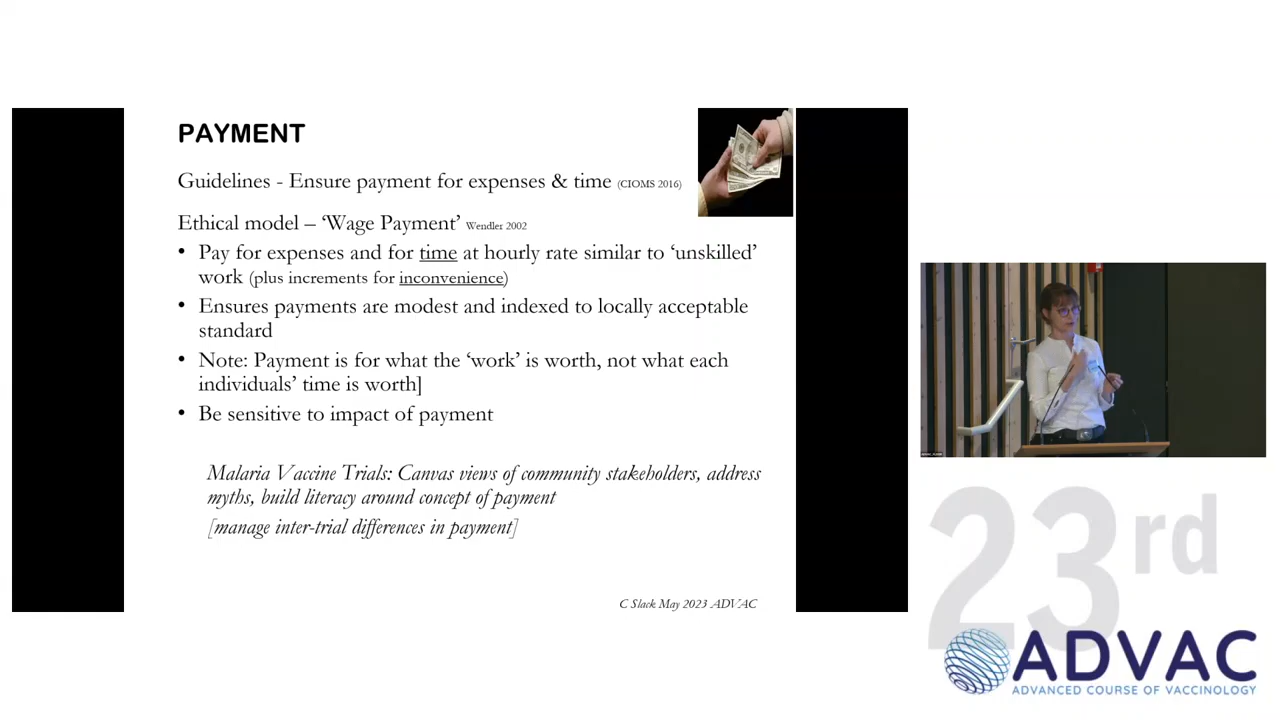 PAYMENT
Guidelines - Ensure payment for expenses & time (CIOMS 2016)
Ethical model – ‘Wage Payment’ Wendler 2002
• Pay for expenses and for time at hourly rate similar to ‘unskilled’
work (plus increments for inconvenience)
• Ensures payments are modest and indexed to locally acceptable
standard
• Note: Payment is for what the ‘work’ is worth, not what each
individuals’ time is worth]
• Be sensitive to impact of payment
Malaria Vaccine Trials: Canvas views of community stakeholders, address
myths, build literacy around concept of payment
[manage inter-trial differences in payment]
C Slack May 2023 ADVAC
23rd
ADVAC
ADVANCED COURSE OF VACCINOLOGY